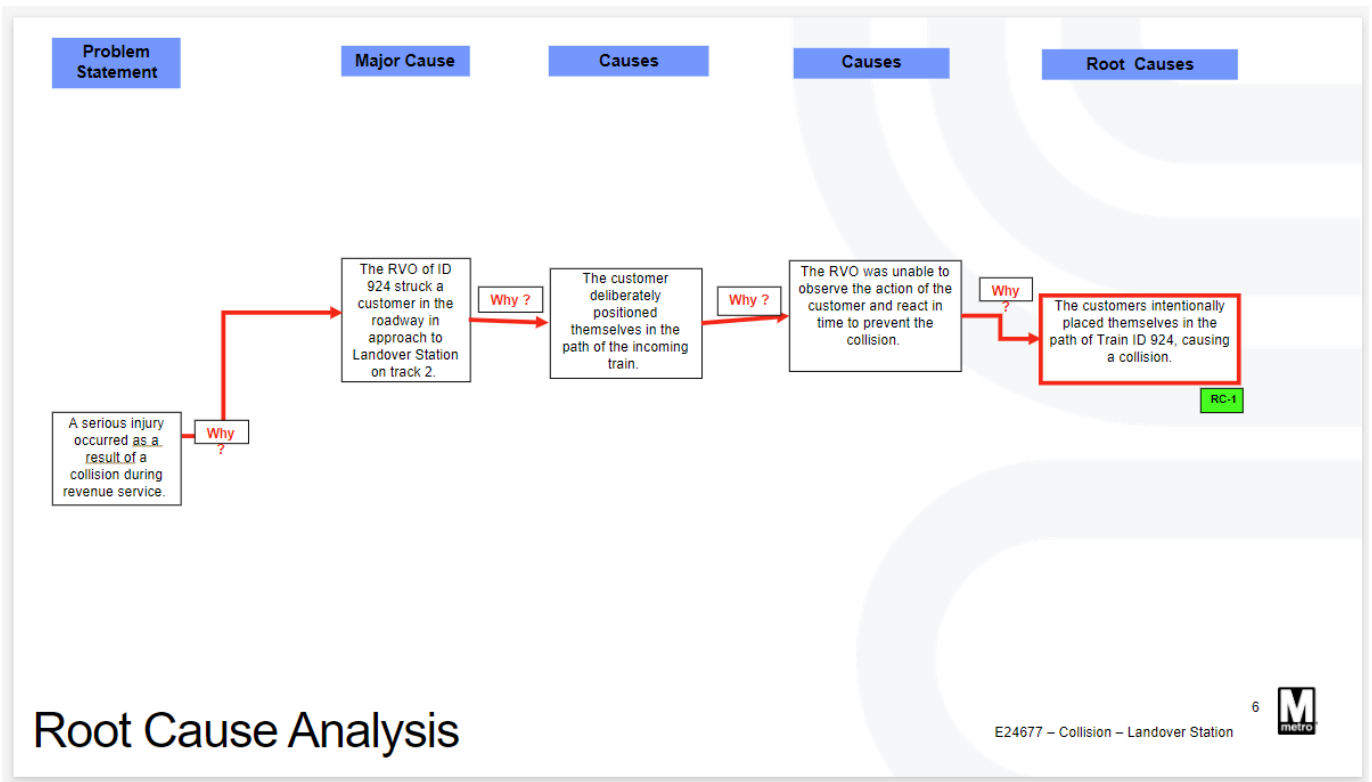 Problem
Statement
Major Cause
Causes
Causes
Root Causes
A serious injury
occurred as a
result of a
collision during
revenue service.
Why
?
The RVO of ID
924 struck a
customer in the
roadway in
approach to
Landover Station
on track 2.
Why ?
The customer
deliberately
positioned
themselves in the
path of the incoming
train.
Why ?
The RVO was unable to
observe the action of the
customer and react in
time to prevent the
collision.
Why
?
The customers intentionally
placed themselves in the
path of Train ID 924, causing
a collision.
RC-1
Root Cause Analysis
E24677 – Collision – Landover Station
6
M
metro